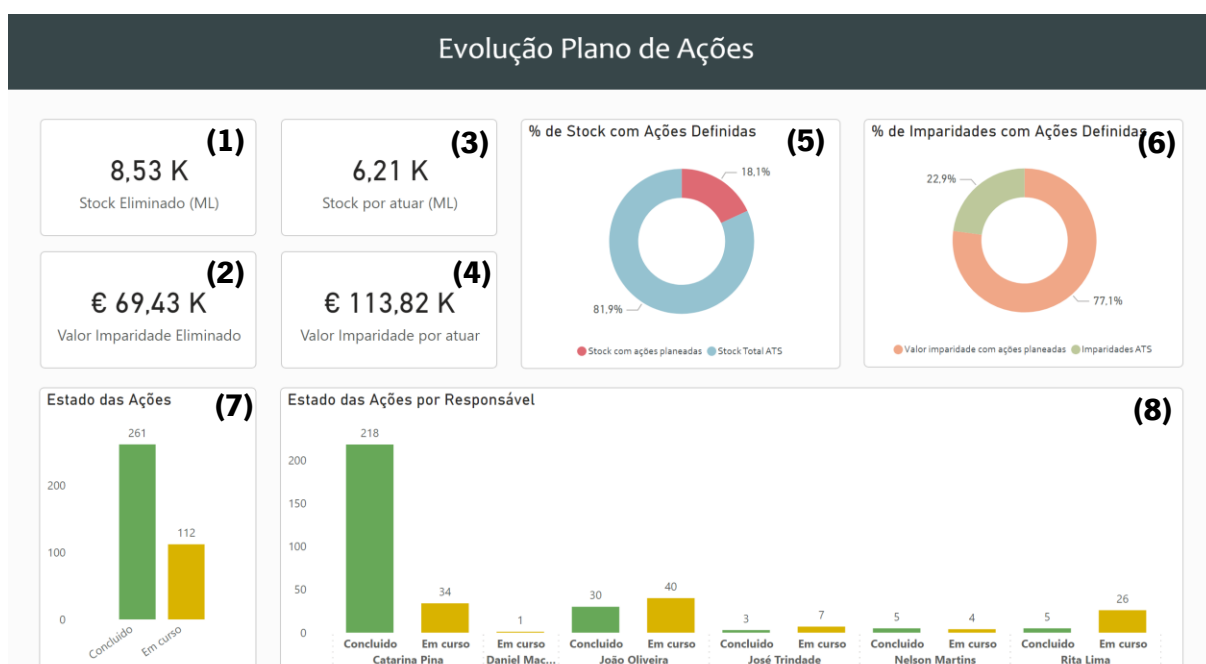 Evolução Plano de Ações
(1)
8,53 K
Stock Eliminado (ML)
(3)
6,21 K
Stock por atuar (ML)
(2)
€ 69,43 K
Valor Imparidade Eliminado
(4)
€ 113,82 K
Valor Imparidade por atuar
% de Stock com Ações Definidas
(5)
18,1%
81,9%
Stock com ações planeadas Stock Total ATS
% de Imparidades com Ações Definidas
(6)
22,9%
77,1%
Valor imparidade com ações planeadas Imparidades ATS
Estado das Ações
(7)
261
200
112
100
0
Concluido Em curso
Estado das Ações por Responsável
(8)
218
200
150
100
50
34
1
30
40
3
7
5
4
5
26
0
Concluido Em curso Em curso Concluido Em curso Concluido Em curso Concluido Em curso Concluido Em curso
Catarina Pina Daniel Mac... João Oliveira José Trindade Nelson Martins Rita Lima